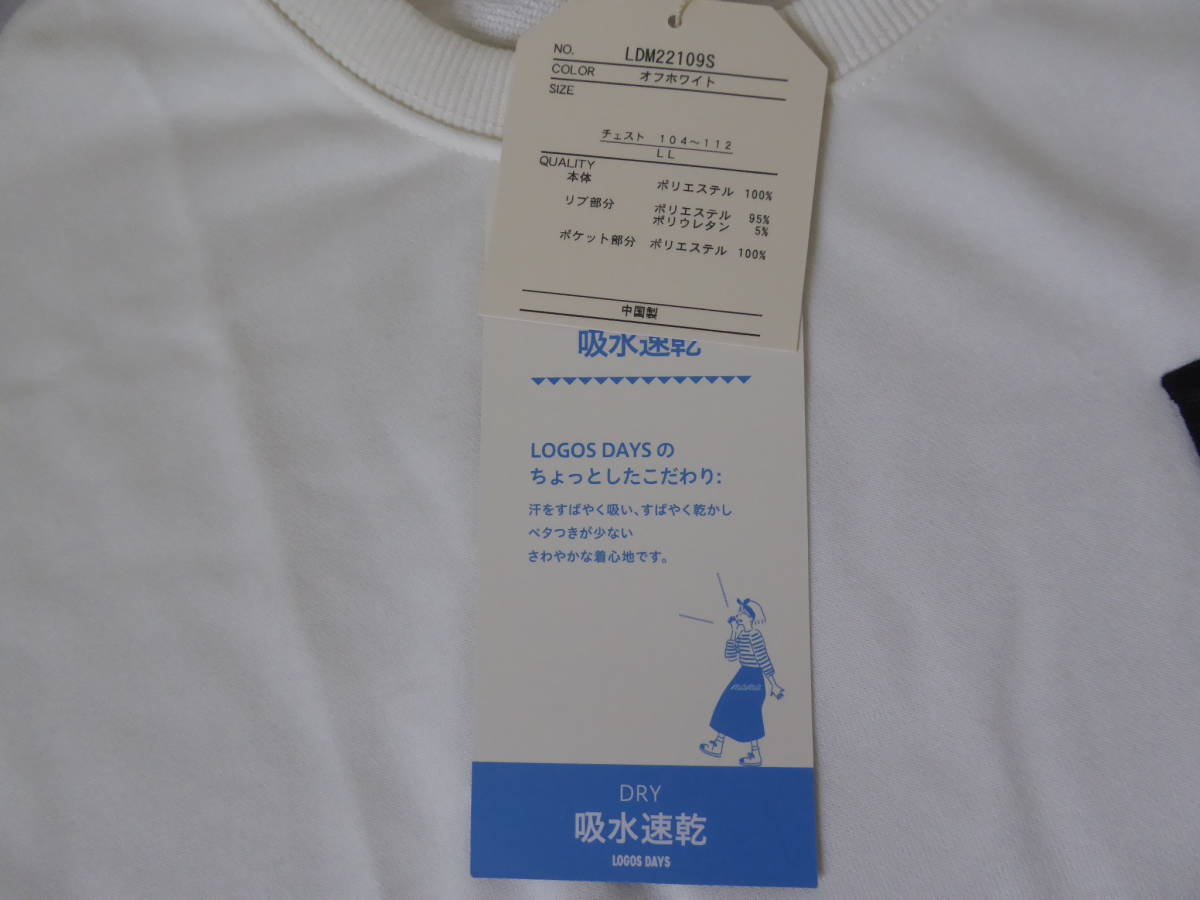 NO. LDM22109S
COLOR オフホワイト
SIZE
チェスト 104～112
LL
QUALITY
本体 ポリエステル 100%
リブ部分 ポリエステル 95%
ポリウレタン 5%
ポケット部分 ポリエステル 100%
中国製
吸水速乾
LOGOS DAYS の
ちょっとしたこだわり:
汗をすばやく吸い、すばやく乾かし
ベタつきが少ない
さわやかな着心地です。
mama
DRY
吸水速乾
LOGOS DAYS